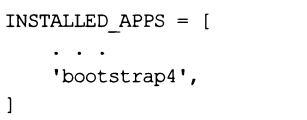 INSTALLED_APPS = [
    . . .
    'bootstrap4',
]